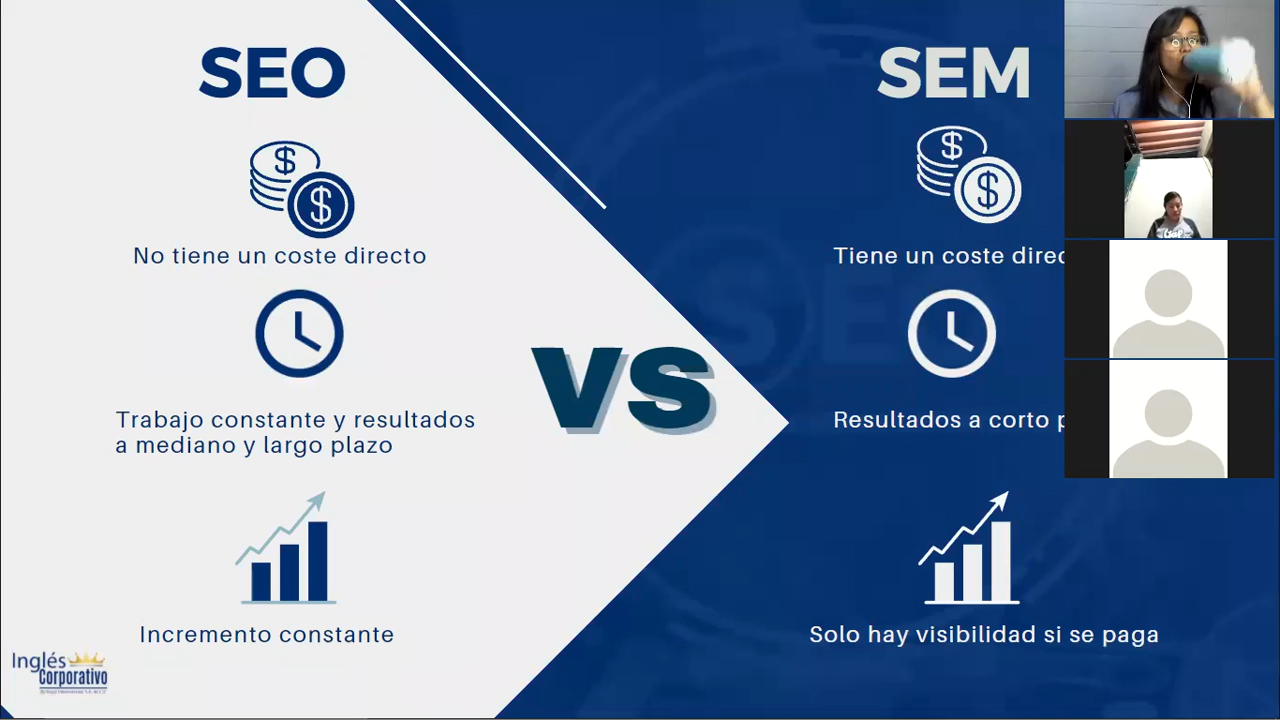 SEO
No tiene un coste directo
Trabajo constante y resultados
a mediano y largo plazo
Incremento constante
VS
SEM
Tiene un coste direc
Resultados a corto p
Solo hay visibilidad si se paga
Inglés
Corporativo